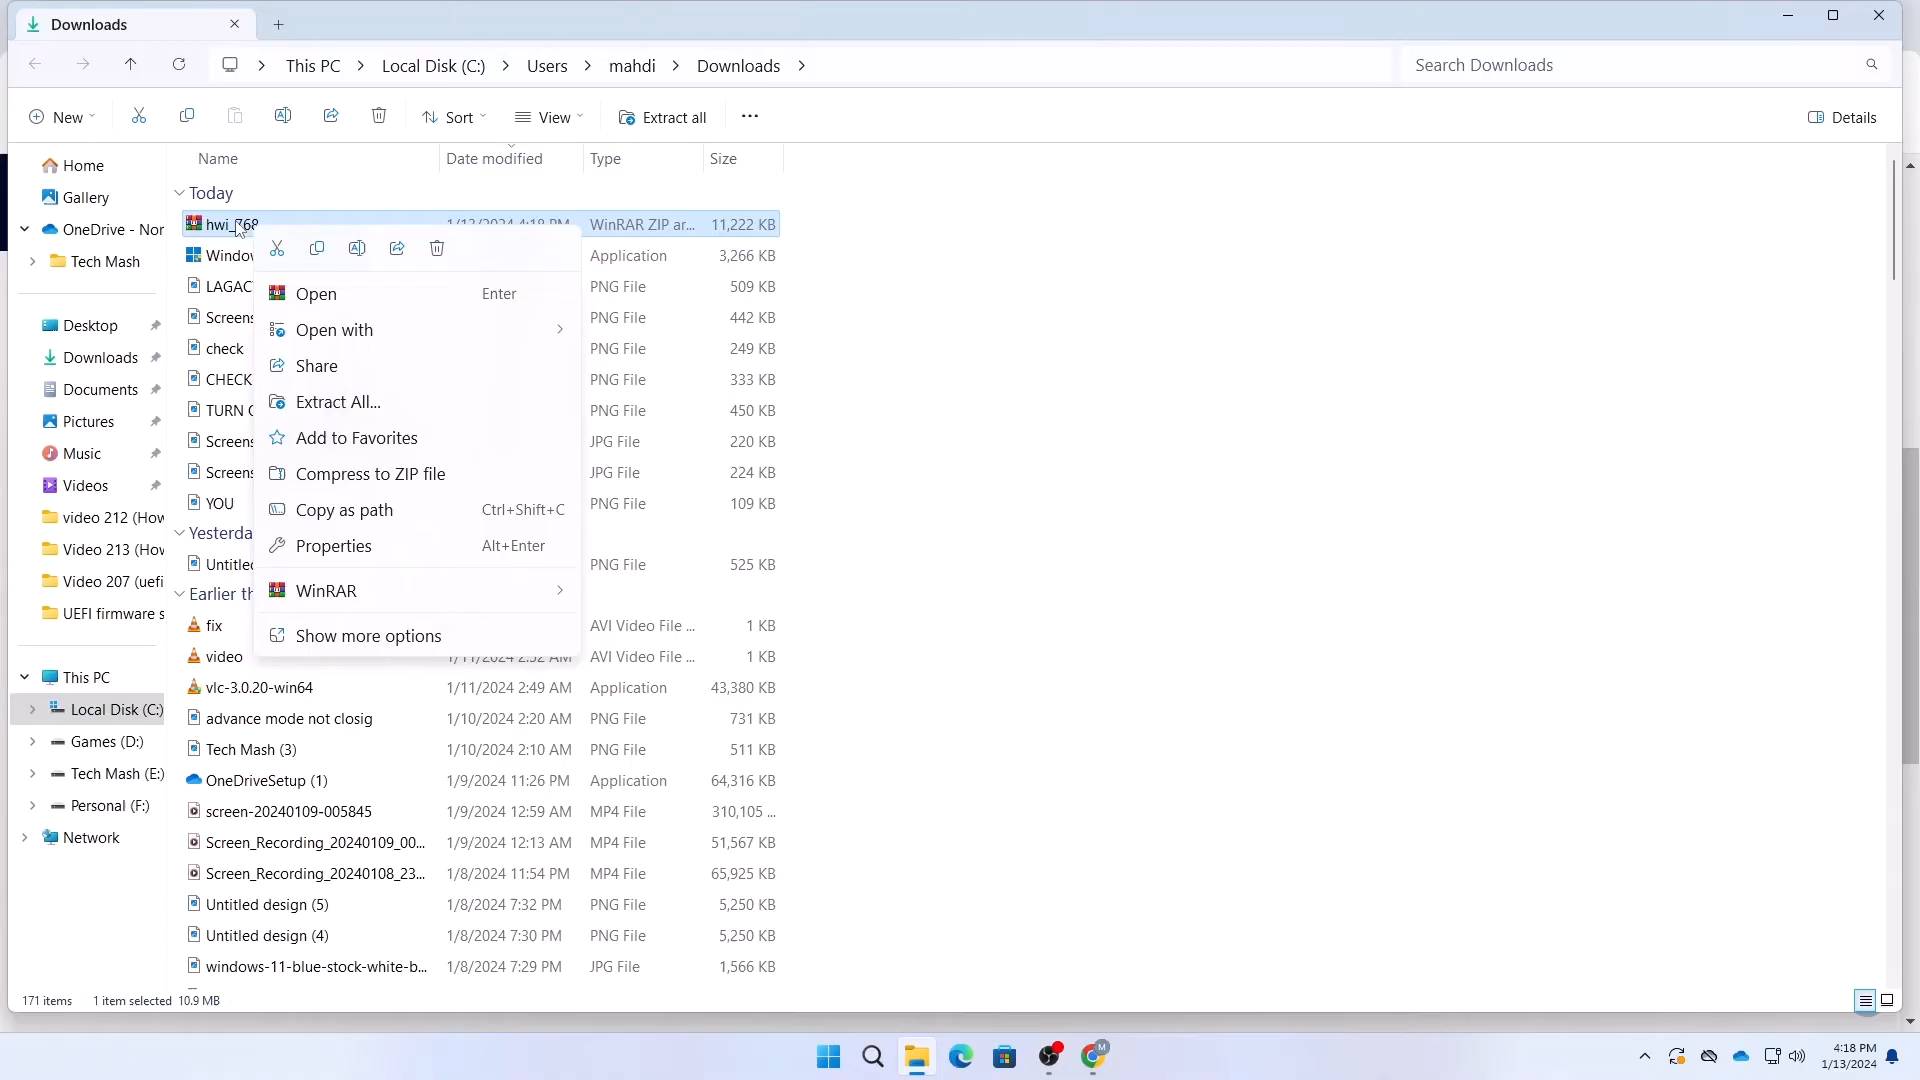 Downloads
This PC
Local Disk (C:)
Users
mahdi
Downloads
Search Downloads
New
Sort
View
Extract all
Details
Name
Date modified
Type
Size
Home
Gallery
OneDrive - Nor
Tech Mash
Desktop
Downloads
Documents
Pictures
Music
Videos
video 212 (Hov
Video 213 (Hov
Video 207 (uefi
UEFI firmware s
This PC
Local Disk (C:)
Games (D:)
Tech Mash (E:)
Personal (F:)
Network
Today
hwi_768 WinRAR ZIP ar... 11,222 KB
Window Application 3,266 KB
LAGAC PNG File 509 KB
Screens PNG File 442 KB
check PNG File 249 KB
CHECK PNG File 333 KB
TURN PNG File 450 KB
Screens JPG File 220 KB
Screens JPG File 224 KB
YOU PNG File 109 KB
Yesterda
Untitled PNG File 525 KB
Earlier th
fix AVI Video File ... 1 KB
video 1/11/2024 2:52 AM AVI Video File ... 1 KB
vlc-3.0.20-win64 1/11/2024 2:49 AM Application 43,380 KB
advance mode not closig 1/10/2024 2:20 AM PNG File 731 KB
Tech Mash (3) 1/10/2024 2:10 AM PNG File 511 KB
OneDriveSetup (1) 1/9/2024 11:26 PM Application 64,316 KB
screen-20240109-005845 1/9/2024 12:59 AM MP4 File 310,105 ...
Screen_Recording_20240109_00... 1/9/2024 12:13 AM MP4 File 51,567 KB
Screen_Recording_20240108_23... 1/8/2024 11:54 PM MP4 File 65,925 KB
Untitled design (5) 1/8/2024 7:32 PM PNG File 5,250 KB
Untitled design (4) 1/8/2024 7:30 PM PNG File 5,250 KB
windows-11-blue-stock-white-b... 1/8/2024 7:29 PM JPG File 1,566 KB
Open Enter
Open with
Share
Extract All...
Add to Favorites
Compress to ZIP file
Copy as path Ctrl+Shift+C
Properties Alt+Enter
WinRAR
Show more options
171 items 1 item selected 10.9 MB
M
4:18 PM
1/13/2024